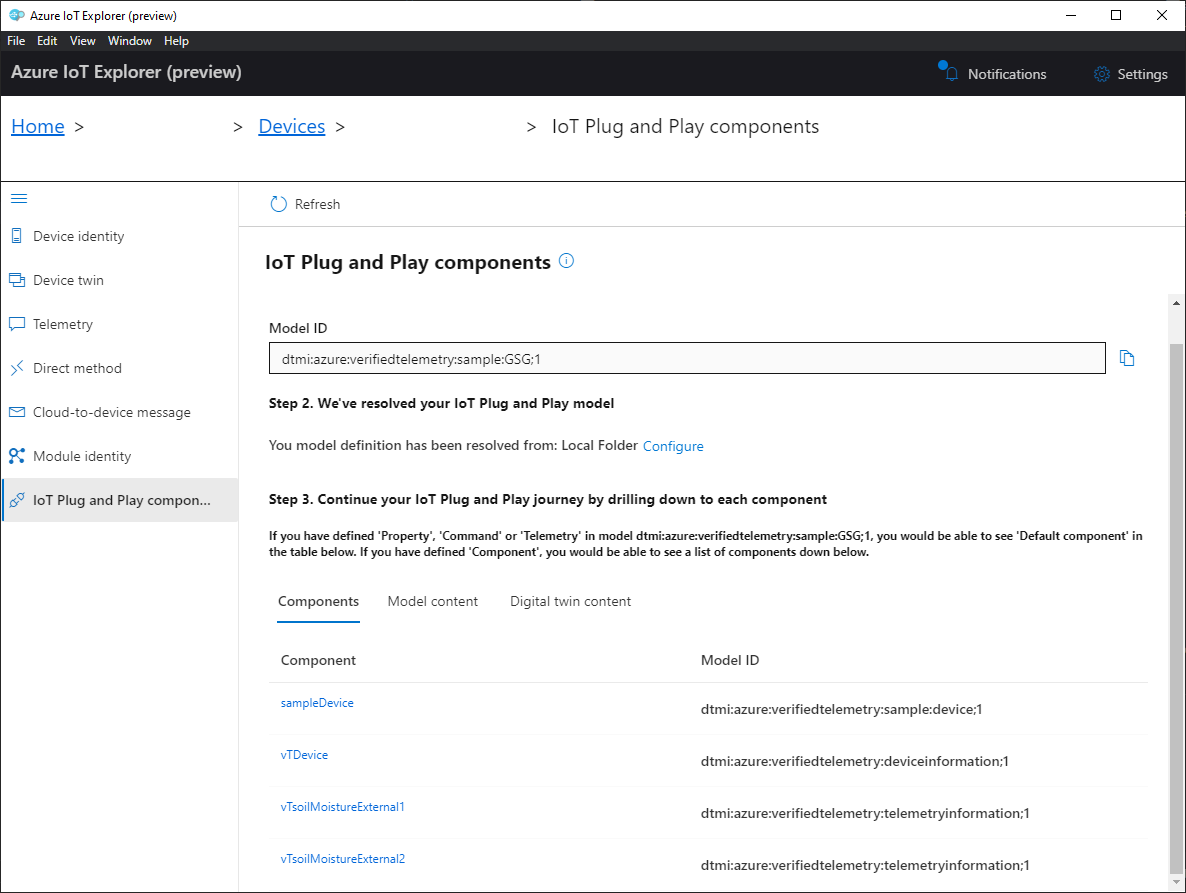 Azure IoT Explorer (preview)
File Edit View Window Help
Azure IoT Explorer (preview)
Notifications
Settings
Home > > Devices > > IoT Plug and Play components
Refresh
Device identity
Device twin
Telemetry
Direct method
Cloud-to-device message
Module identity
IoT Plug and Play compon...
IoT Plug and Play components
Model ID
dtmi:azure:verifiedtelemetry:sample:GSG;1
Step 2. We've resolved your IoT Plug and Play model
You model definition has been resolved from: Local Folder Configure
Step 3. Continue your IoT Plug and Play journey by drilling down to each component
If you have defined 'Property', 'Command' or 'Telemetry' in model dtmi:azure:verifiedtelemetry:sample:GSG;1, you would be able to see 'Default component' in
the table below. If you have defined 'Component', you would be able to see a list of components down below.
Components Model content Digital twin content
Component Model ID
sampleDevice dtmi:azure:verifiedtelemetry:sample:device;1
vTDevice dtmi:azure:verifiedtelemetry:deviceinformation;1
vTsoilMoistureExternal1 dtmi:azure:verifiedtelemetry:telemetryinformation;1
vTsoilMoistureExternal2 dtmi:azure:verifiedtelemetry:telemetryinformation;1